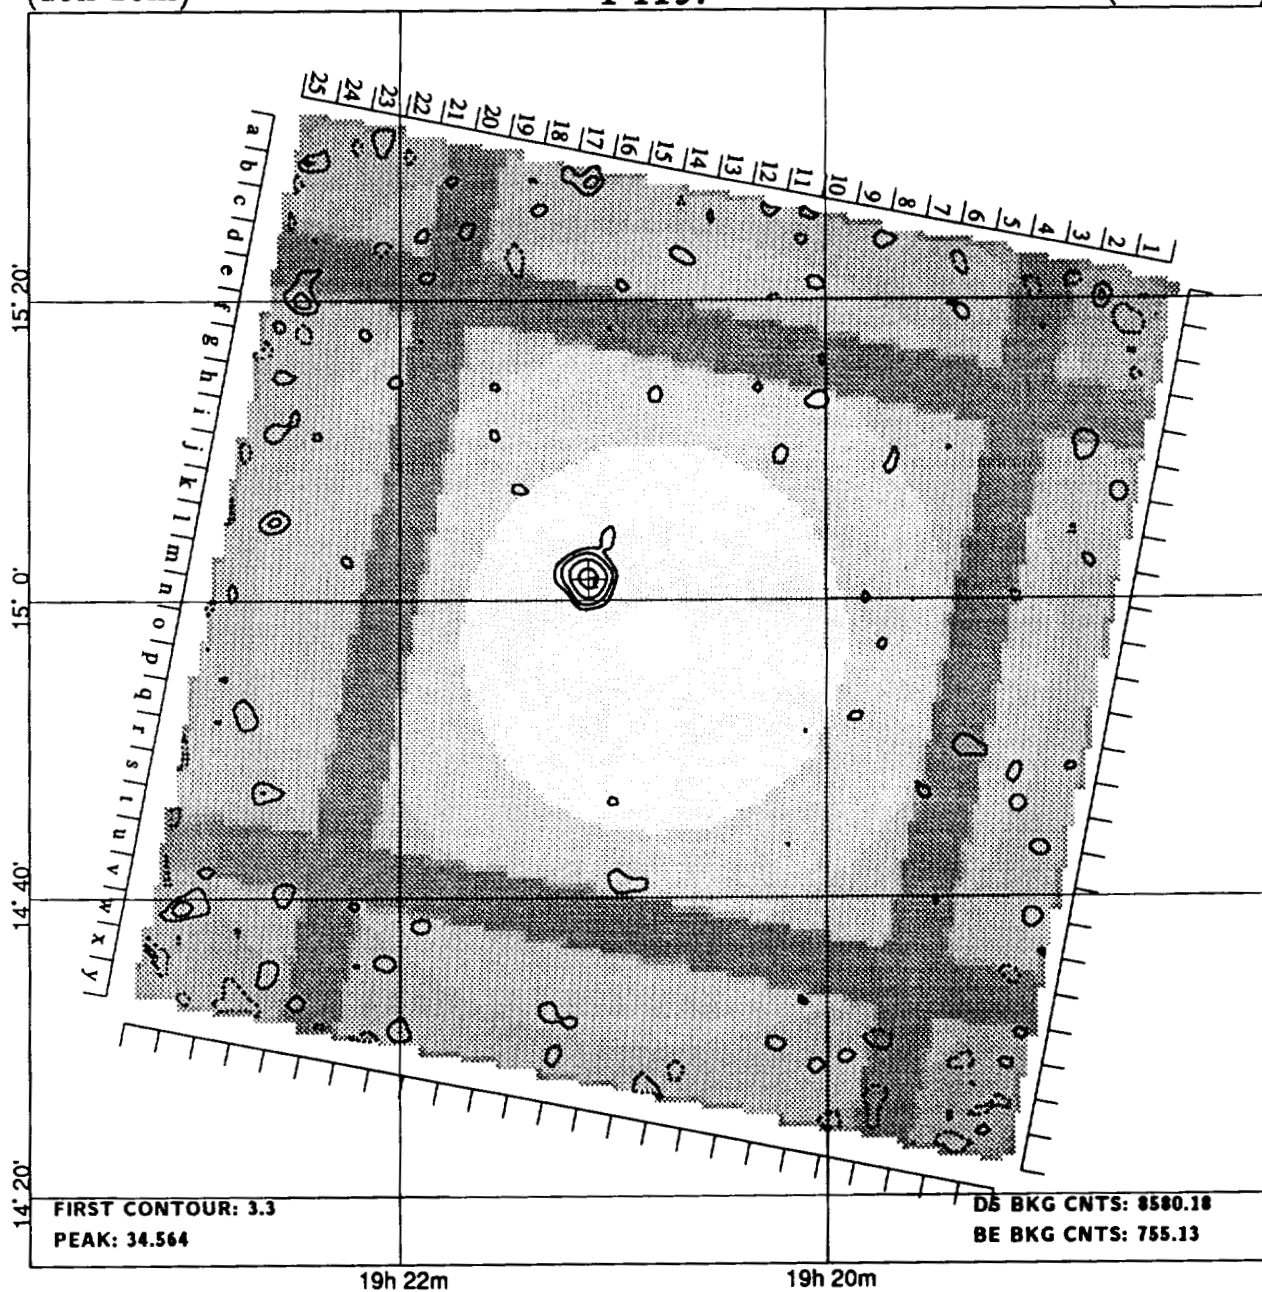 25 24 23 22 21 20 19 18 17 16 15 14 13 12 11 10 9 8 7 6 5 4 3 2 1
a b c d e f g h i j k l m n o p q r s t u v w x y
15° 20'
15° 0'
14° 40'
14° 20'
FIRST CONTOUR: 3.3
PEAK: 34.564
DS BKG CNTS: 8580.18
BE BKG CNTS: 755.13
19h 22m
19h 20m